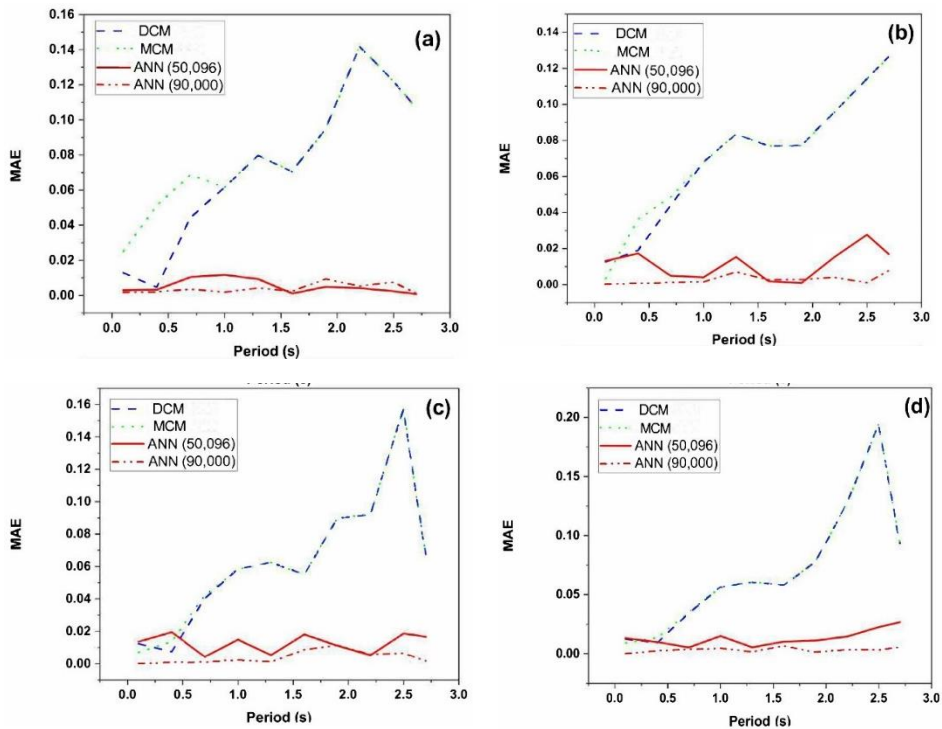 (a)
DCM
MCM
ANN (50,096)
ANN (90,000)
MAE
0.16
0.14
0.12
0.10
0.08
0.06
0.04
0.02
0.00
0.0 0.5 1.0 1.5 2.0 2.5 3.0
Period (s)
(b)
DCM
MCM
ANN (50,096)
ANN (90,000)
MAE
0.14
0.12
0.10
0.08
0.06
0.04
0.02
0.00
0.0 0.5 1.0 1.5 2.0 2.5 3.0
Period (s)
(c)
DCM
MCM
ANN (50,096)
ANN (90,000)
MAE
0.16
0.14
0.12
0.10
0.08
0.06
0.04
0.02
0.00
0.0 0.5 1.0 1.5 2.0 2.5 3.0
Period (s)
(d)
DCM
MCM
ANN (50,096)
ANN (90,000)
MAE
0.20
0.15
0.10
0.05
0.00
0.0 0.5 1.0 1.5 2.0 2.5 3.0
Period (s)